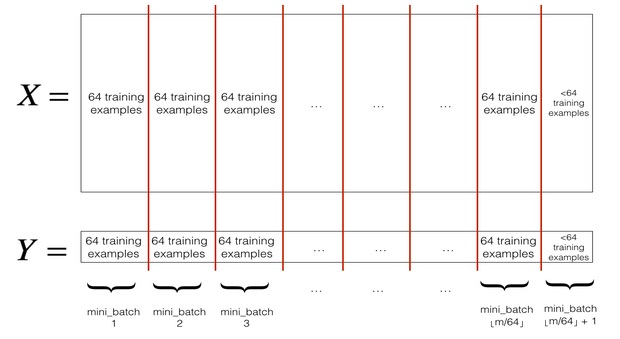 X =
64 training
examples
64 training
examples
64 training
examples
...
...
...
64 training
examples
<64
training
examples
Y =
64 training
examples
64 training
examples
64 training
examples
...
...
...
64 training
examples
<64
training
examples
mini_batch
1
mini_batch
2
mini_batch
3
...
...
...
mini_batch
⌊m/64⌋
mini_batch
⌊m/64⌋ + 1